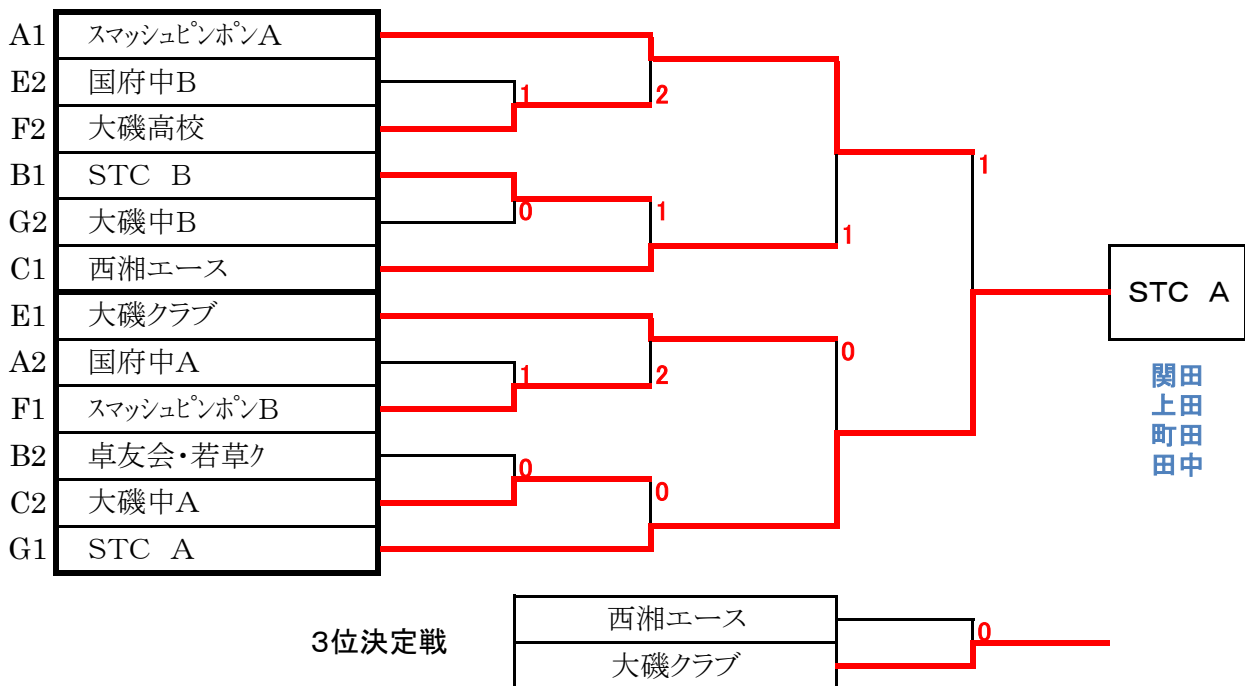 A1 スマッシュピンポンA
E2 国府中B
1
2
F2 大磯高校
B1 STC B
1
G2 大磯中B
0
1
1
C1 西湘エース
STC A
E1 大磯クラブ
0
A2 国府中A
1
2
関田
F1 スマッシュピンポンB
上田
町田
B2 卓友会・若草ク
0
田中
C2 大磯中A
0
G1 STC A
3位決定戦
西湘エース
0
大磯クラブ